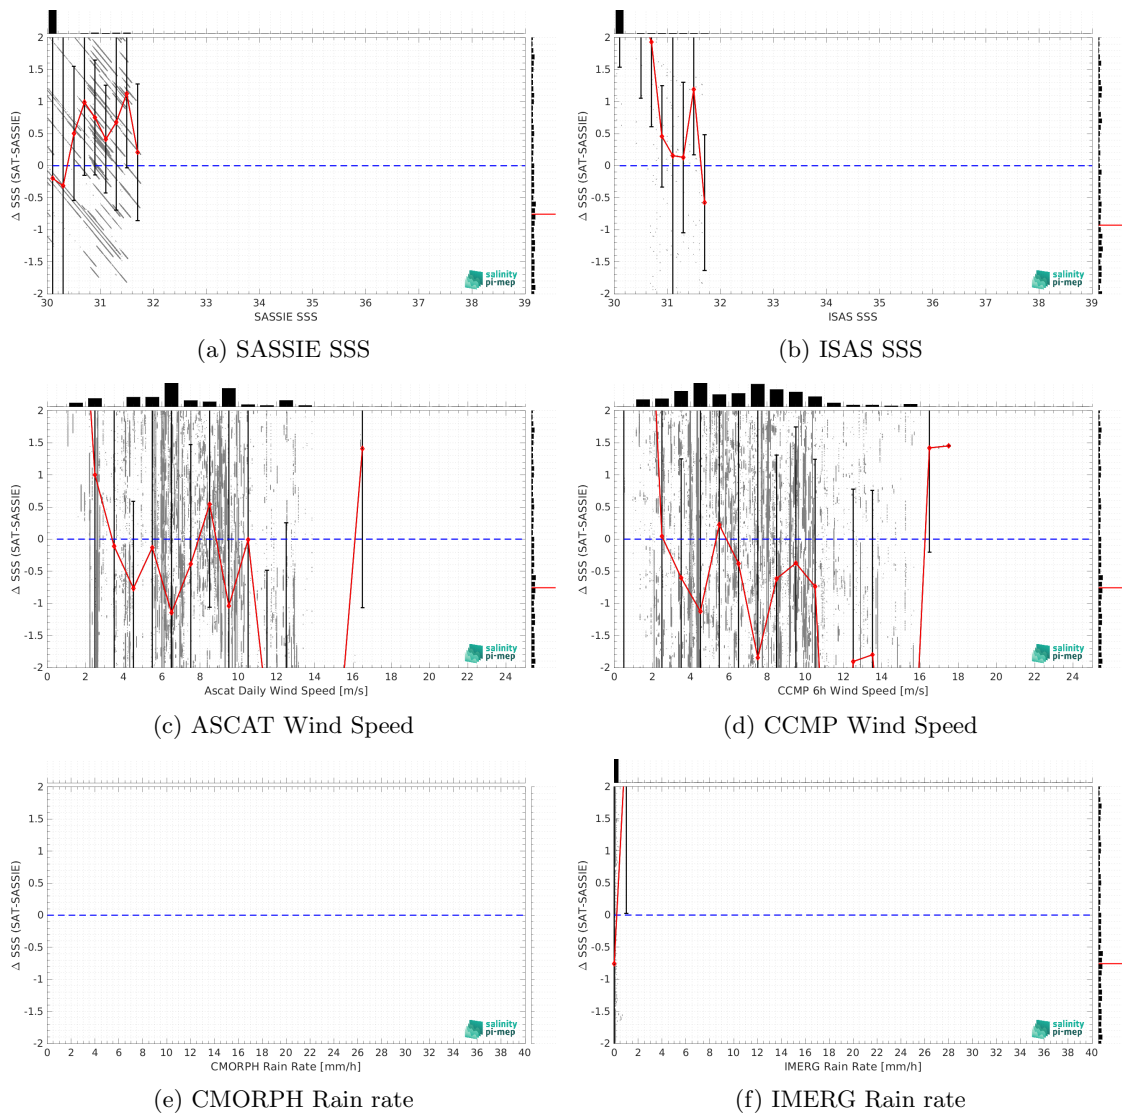 2
1.5
1
0.5
0
-0.5
-1
-1.5
-2
Δ SSS (SAT-SASSIE)
salinity
pi-mep
30 31 32 33 34 35 36 37 38 39
SASSIE SSS
(a) SASSIE SSS
2
1.5
1
0.5
0
-0.5
-1
-1.5
-2
Δ SSS (SAT-SASSIE)
salinity
pi-mep
30 31 32 33 34 35 36 37 38 39
ISAS SSS
(b) ISAS SSS
2
1.5
1
0.5
0
-0.5
-1
-1.5
-2
Δ SSS (SAT-SASSIE)
salinity
pi-mep
0 2 4 6 8 10 12 14 16 18 20 22 24
Ascat Daily Wind Speed [m/s]
(c) ASCAT Wind Speed
2
1.5
1
0.5
0
-0.5
-1
-1.5
-2
Δ SSS (SAT-SASSIE)
salinity
pi-mep
0 2 4 6 8 10 12 14 16 18 20 22 24
CCMP 6h Wind Speed [m/s]
(d) CCMP Wind Speed
2
1.5
1
0.5
0
-0.5
-1
-1.5
-2
Δ SSS (SAT-SASSIE)
salinity
pi-mep
0 2 4 6 8 10 12 14 16 18 20 22 24 26 28 30 32 34 36 38 40
CMORPH Rain Rate [mm/h]
(e) CMORPH Rain rate
2
1.5
1
0.5
0
-0.5
-1
-1.5
-2
Δ SSS (SAT-SASSIE)
salinity
pi-mep
0 2 4 6 8 10 12 14 16 18 20 22 24 26 28 30 32 34 36 38 40
IMERG Rain Rate [mm/h]
(f) IMERG Rain rate